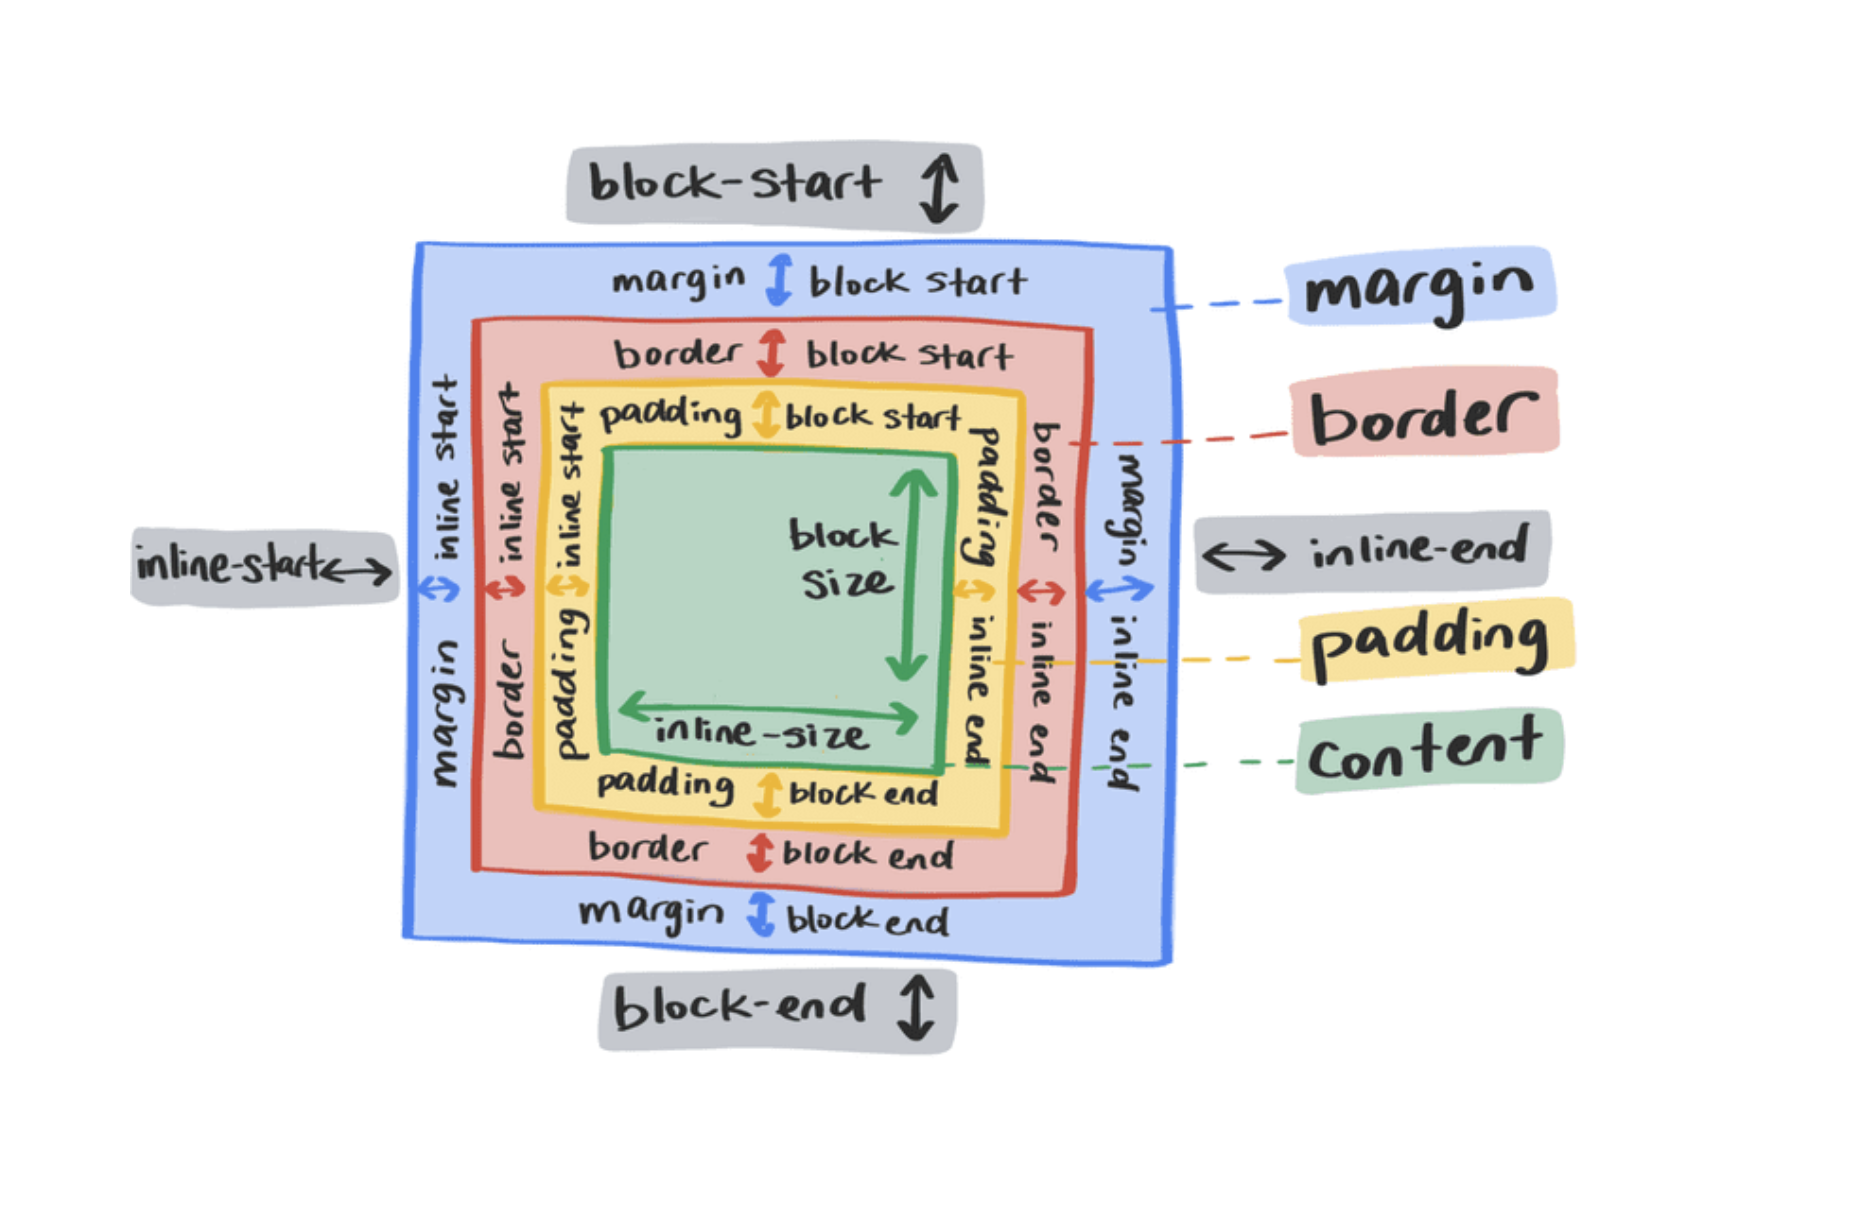 block-start
margin block start
border block start
padding block start
margin inline start
border inline start
padding inline start
inline-start
block
size
inline-size
padding inline end
border inline end
margin inline end
padding block end
border block end
margin block end
block-end
margin
border
inline-end
padding
content